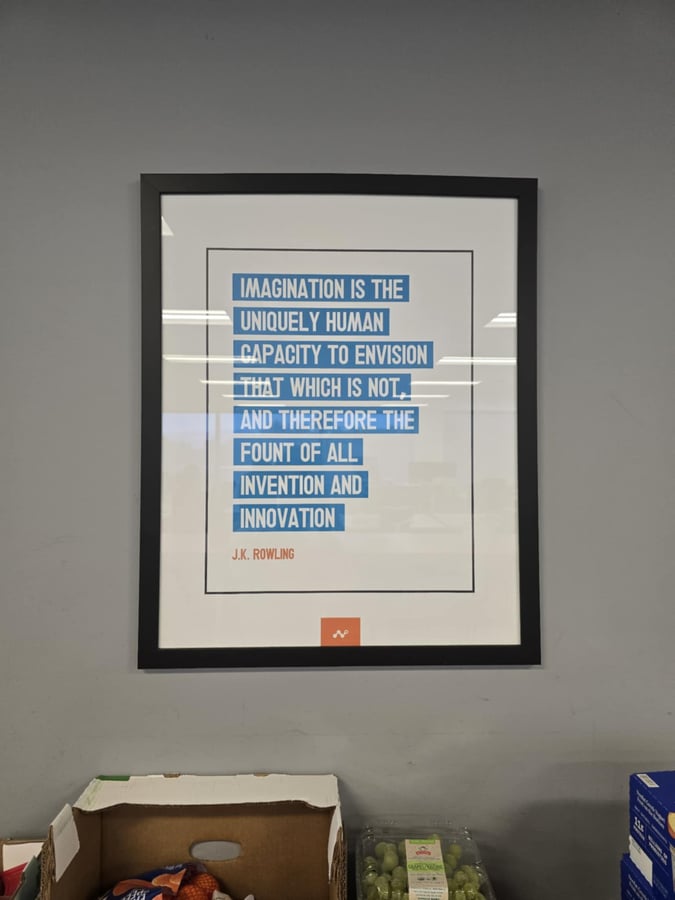 IMAGINATION IS THE
UNIQUELY HUMAN
CAPACITY TO ENVISION
THAT WHICH IS NOT,
AND THEREFORE THE
FOUNT OF ALL
INVENTION AND
INNOVATION
J.K. ROWLING